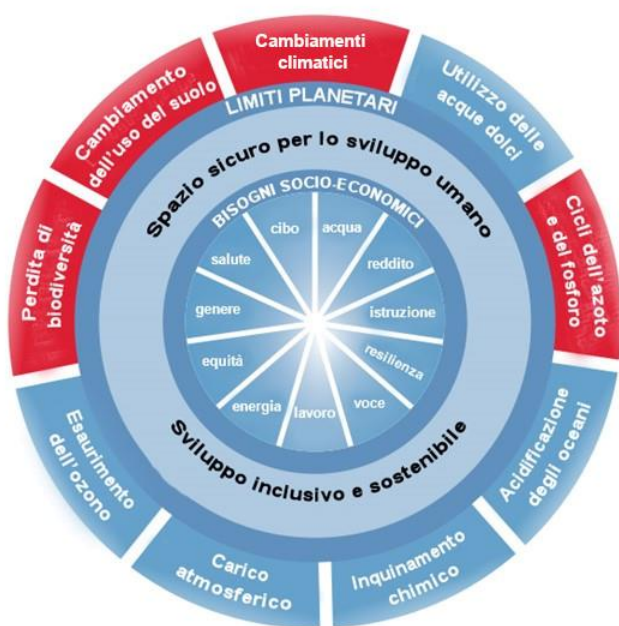 Cambiamenti
climatici
Utilizzo delle
acque dolci
Cicli dell'azoto
e del fosforo
Acidificazione
degli oceani
Inquinamento
chimico
Carico
atmosferico
Esaurimento
dell'ozono
Perdita di
biodiversità
Cambiamento
dell'uso del suolo
LIMITI PLANETARI
Spazio sicuro per lo sviluppo umano
BISOGNI SOCIO-ECONOMICI
acqua
reddito
istruzione
resilienza
voce
lavoro
energia
equità
genere
salute
cibo
Sviluppo inclusivo e sostenibile